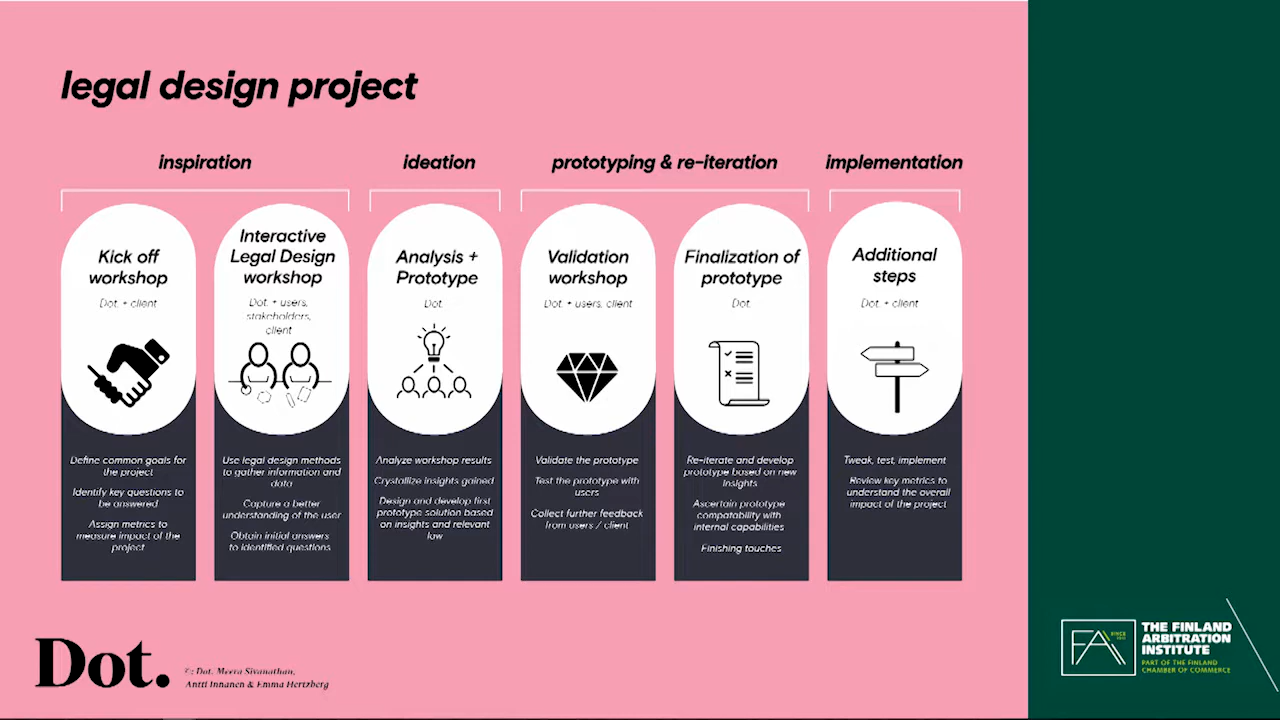 legal design project
inspiration
ideation
prototyping & re-iteration
implementation
Kick off
workshop
Dot. + client
Define common goals for
the project
Identify key questions to
be answered
Assign metrics to
measure impact of the
project
Interactive
Legal Design
workshop
Dot. + users,
stakeholders,
client
Use legal design methods
to gather information and
data
Capture a better
understanding of the user
Obtain initial answers
to identified questions
Analysis +
Prototype
Dot.
Analyze workshop results
Crystallize insights gained
Design and develop first
prototype solution based
on insights and relevant
law
Validation
workshop
Dot. + users, client
Validate the prototype
Test the prototype with
users
Collect further feedback
from users / client
Finalization of
prototype
Dot.
Re-iterate and develop
prototype based on new
insights
Ascertain prototype
compatability with
internal capabilities
Finishing touches
Additional
steps
Dot. + client
Tweak, test, implement
Review key metrics to
understand the overall
impact of the project
Dot.
Dot, Meera Sivanathan,
Antti Innanen & Emma Hertzberg
FAI
SINCE
THE FINLAND
ARBITRATION
INSTITUTE
PART OF THE FINLAND
CHAMBER OF COMMERCE